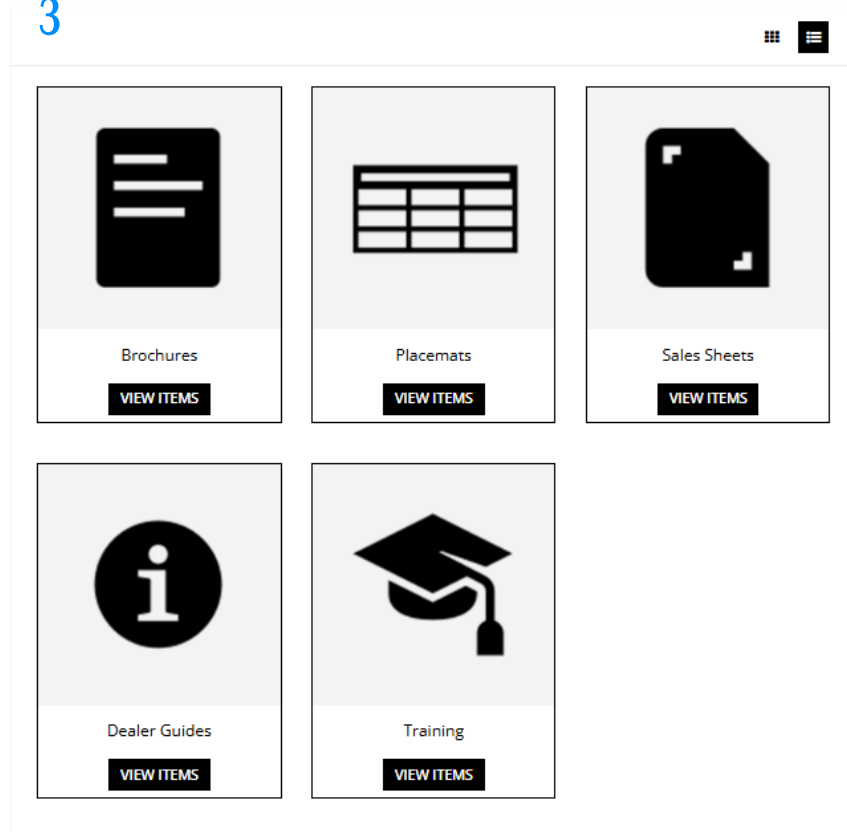 3
Brochures
VIEW ITEMS
Placemats
VIEW ITEMS
Sales Sheets
VIEW ITEMS
Dealer Guides
VIEW ITEMS
Training
VIEW ITEMS